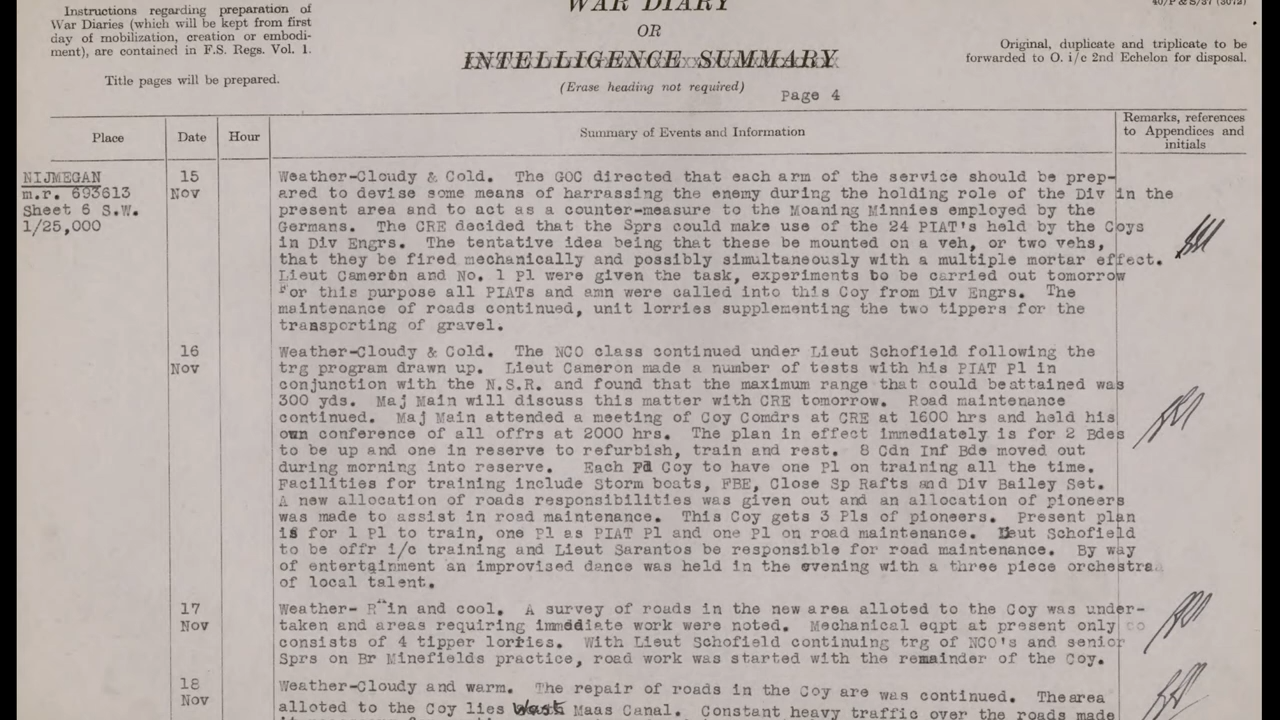 Instructions regarding preparation of
War Diaries (which will be kept from first
day of mobilization, creation or embodi-
ment), are contained in F.S. Regs. Vol. 1.
Title pages will be prepared.
WAR DIARY
OR
INTELLIGENCE SUMMARY
(Erase heading not required)
Page 4
40/P & S/37 (3072)
Original, duplicate and triplicate to be
forwarded to O. i/c 2nd Echelon for disposal.
Place
Date
Hour
Summary of Events and Information
Remarks, references
to Appendices and
initials
NIJMEGAN
m.r. 693613
Sheet 6 S.W.
1/25,000
15
Nov
Weather-Cloudy & Cold. The GOC directed that each arm of the service should be prep-
ared to devise some means of harrassing the enemy during the holding role of the Div in the
present area and to act as a counter-measure to the Moaning Minnies employed by the
Germans. The CRE decided that the Sprs could make use of the 24 PIAT's held by the Coys
in Div Engrs. The tentative idea being that these be mounted on a veh, or two vehs,
that they be fired mechanically and possibly simultaneously with a multiple mortar effect.
Lieut Cameron and No. 1 Pl were given the task, experiments to be carried out tomorrow
For this purpose all PIATs and amn were called into this Coy from Div Engrs. The
maintenance of roads continued, unit lorries supplementing the two tippers for the
transporting of gravel.
16
Nov
Weather-Cloudy & Cold. The NCO class continued under Lieut Schofield following the
trg program drawn up. Lieut Cameron made a number of tests with his PIAT Pl in
conjunction with the N.S.R. and found that the maximum range that could beattained was
300 yds. Maj Main will discuss this matter with CRE tomorrow. Road maintenance
continued. Maj Main attended a meeting of Coy Comdrs at CRE at 1600 hrs and held his
own conference of all offrs at 2000 hrs. The plan in effect immediately is for 2 Bdes
to be up and one in reserve to refurbish, train and rest. 8 Cdn Inf Bde moved out
during morning into reserve. Each Fd Coy to have one Pl on training all the time.
Facilities for training include Storm boats, FBE, Close Sp Rafts and Div Bailey Set.
A new allocation of roads responsibilities was given out and an allocation of pioneers
was made to assist in road maintenance. This Coy gets 3 Pls of pioneers. Present plan
is for 1 Pl to train, one Pl as PIAT Pl and one Pl on road maintenance. Leut Schofield
to be offr i/c training and Lieut Sarantos be responsible for road maintenance. By way
of entertainment an improvised dance was held in the evening with a three piece orchestra
of local talent.
17
Nov
Weather- Rain and cool. A survey of roads in the new area alloted to the Coy was under-
taken and areas requiring immediate work were noted. Mechanical eqpt at present only co
consists of 4 tipper lorries. With Lieut Schofield continuing trg of NCO's and senior
Sprs on Br Minefields practice, road work was started with the remainder of the Coy.
18
Nov
Weather-Cloudy and warm. The repair of roads in the Coy are was continued. Thearea
alloted to the Coy lies West Maas Canal. Constant heavy traffic over the roads made